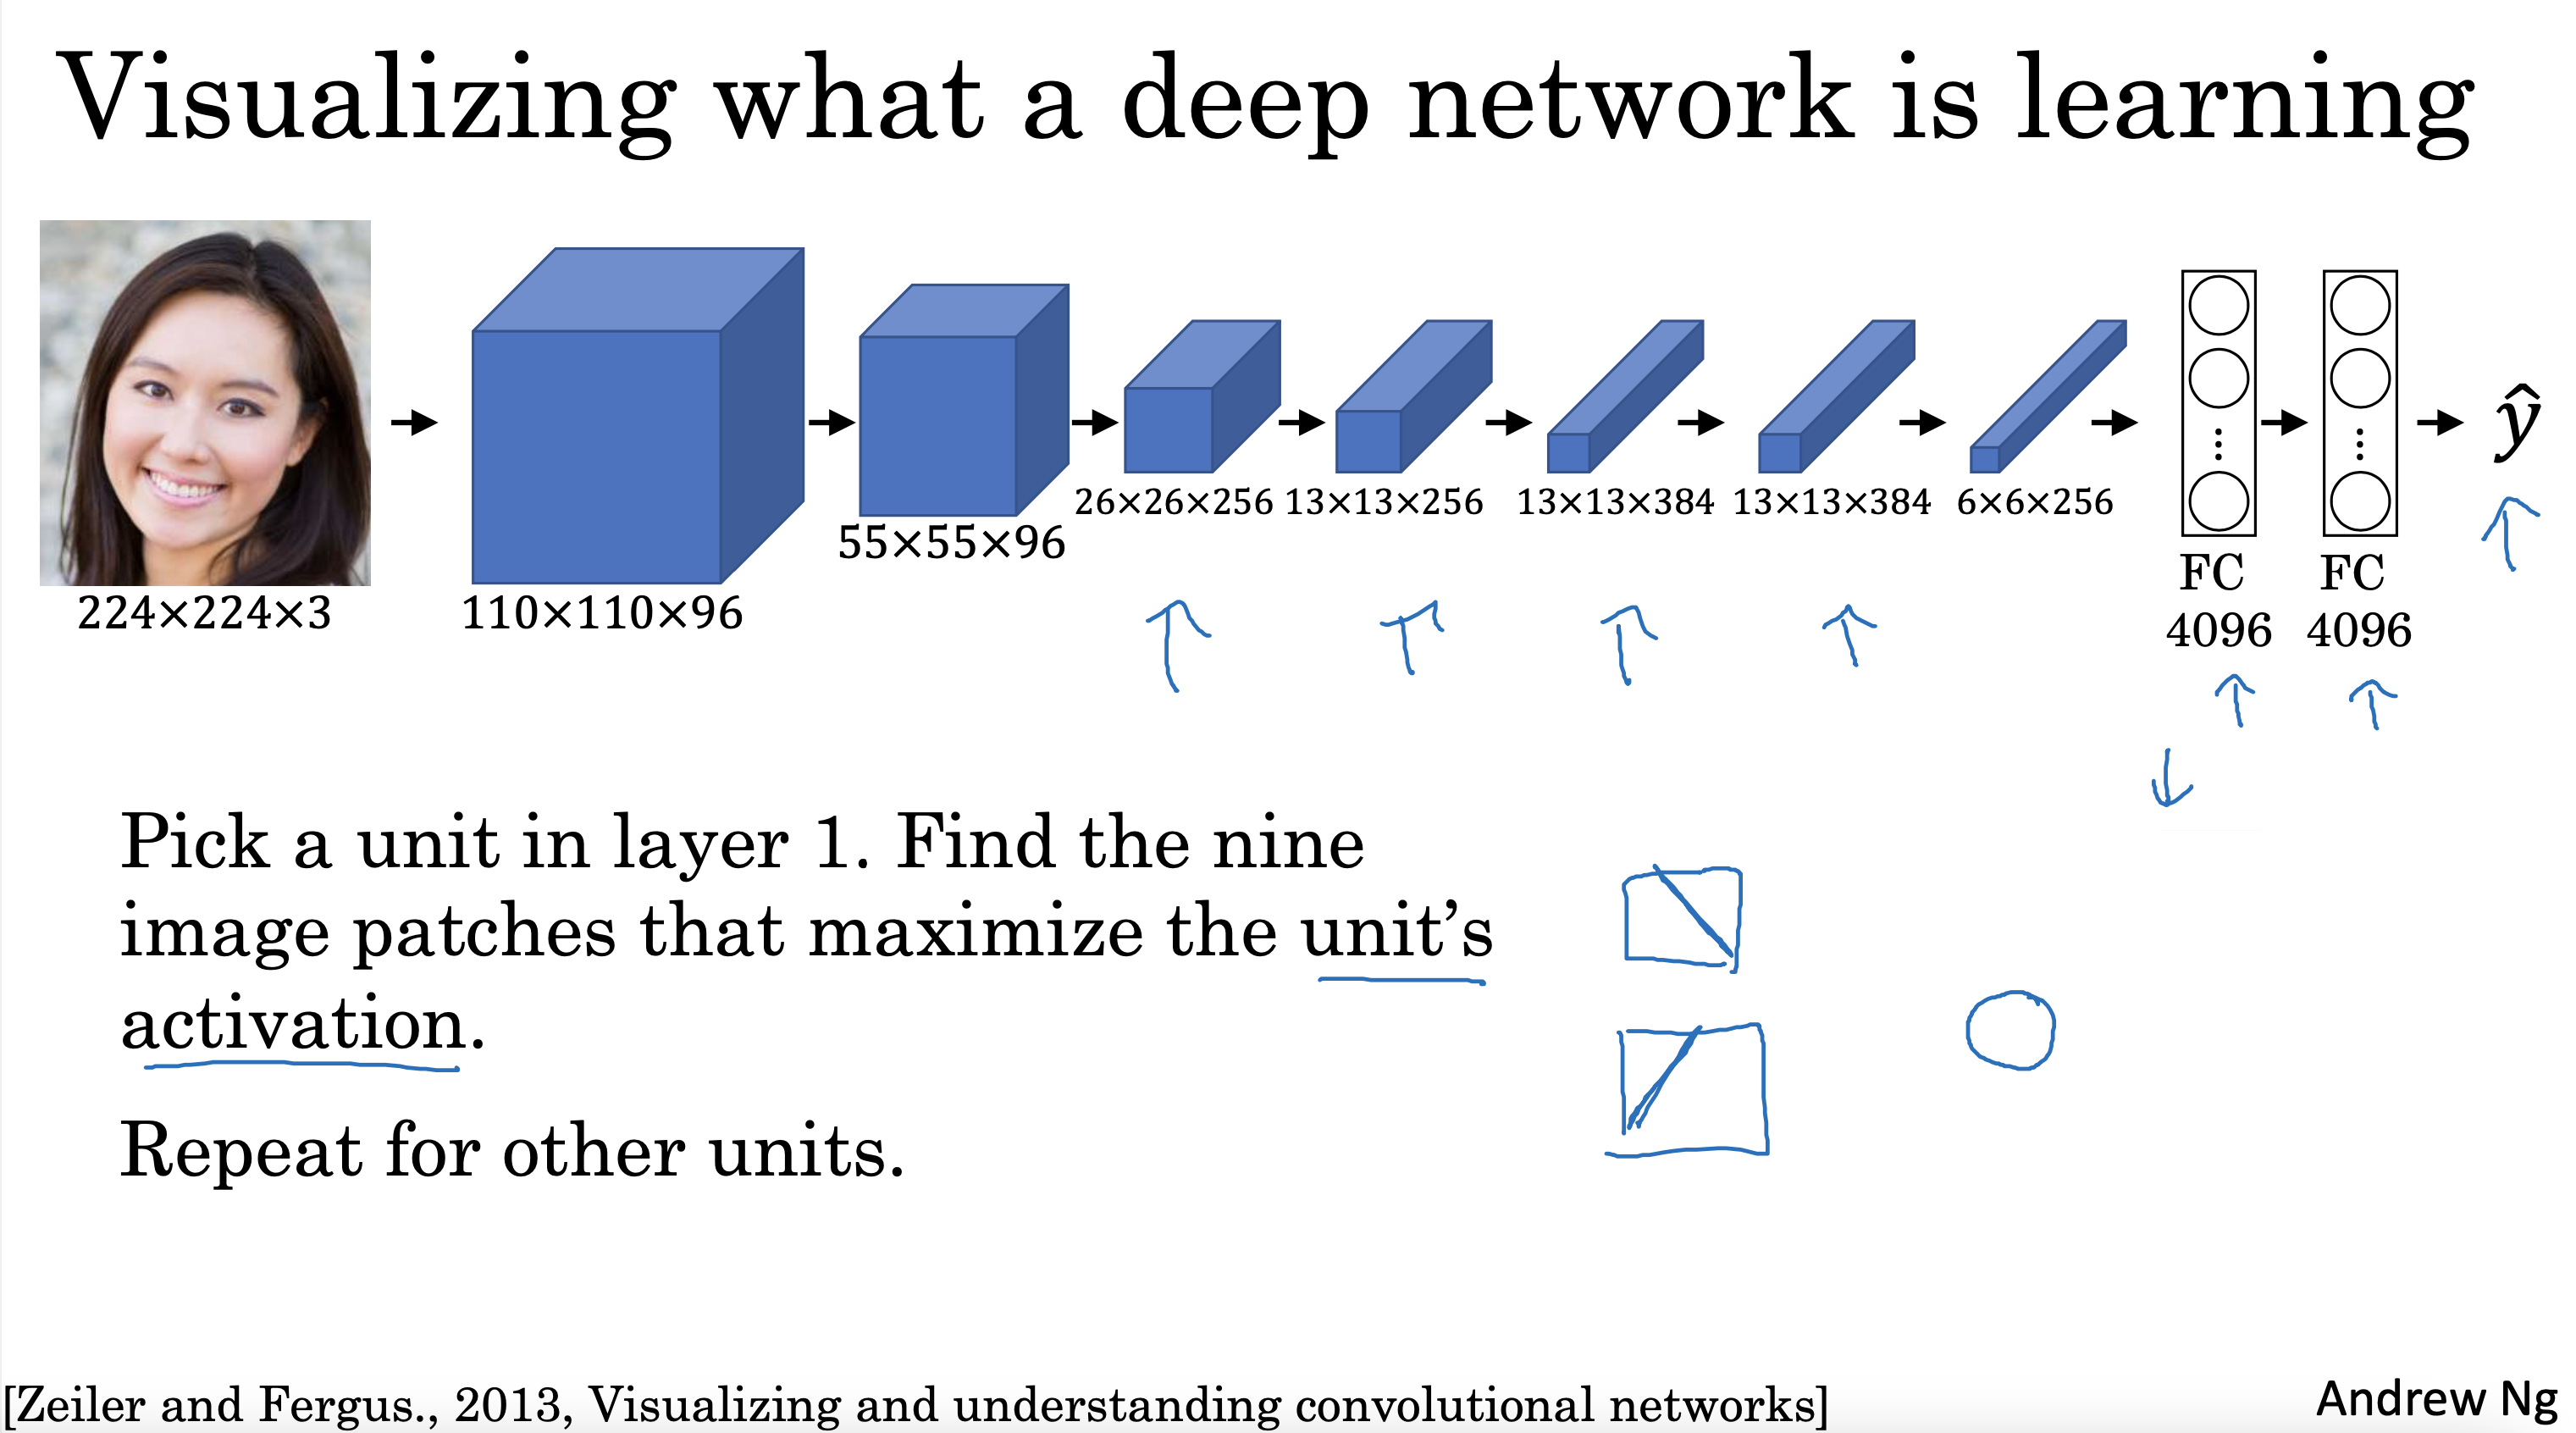 Visualizing what a deep network is learning
224×224×3
110×110×96
55×55×96
26×26×256
13×13×256
13×13×384
13×13×384
6×6×256
FC
4096
FC
4096
ŷ
Pick a unit in layer 1. Find the nine
image patches that maximize the unit’s
activation.
Repeat for other units.
[Zeiler and Fergus., 2013, Visualizing and understanding convolutional networks]
Andrew Ng